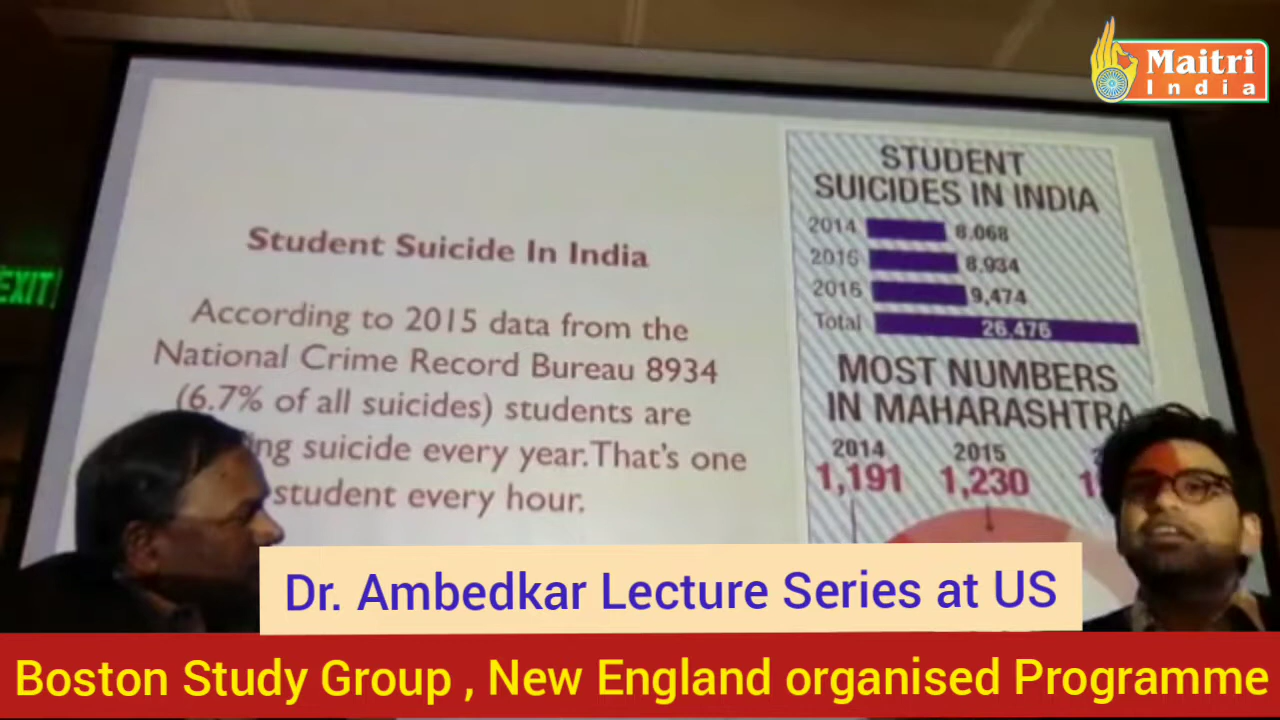 Maitri
India
EXIT
Student Suicide In India
According to 2015 data from the
National Crime Record Bureau 8934
(6.7% of all suicides) students are
ng suicide every year. That's one
student every hour.
STUDENT
SUICIDES IN INDIA
2014 8,068
2015 8,934
2016 9,474
Total 26,476
MOST NUMBERS
IN MAHARASHTRA
2014 2015
1,191 1,230
Dr. Ambedkar Lecture Series at US
Boston Study Group , New England organised Programme